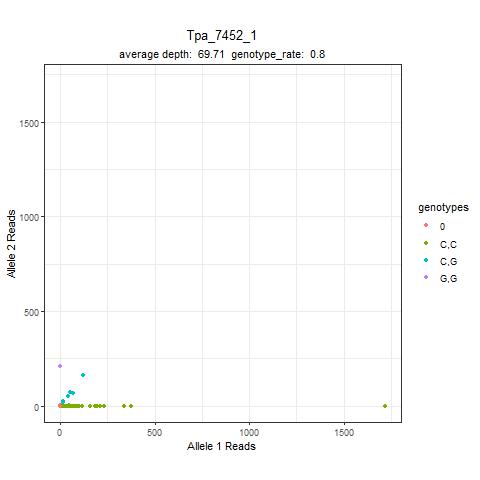 Tpa_7452_1
average depth: 69.71 genotype_rate: 0.8
1500
1000
500
0
Allele 2 Reads
0 500 1000 1500
Allele 1 Reads
genotypes
0
C,C
C,G
G,G